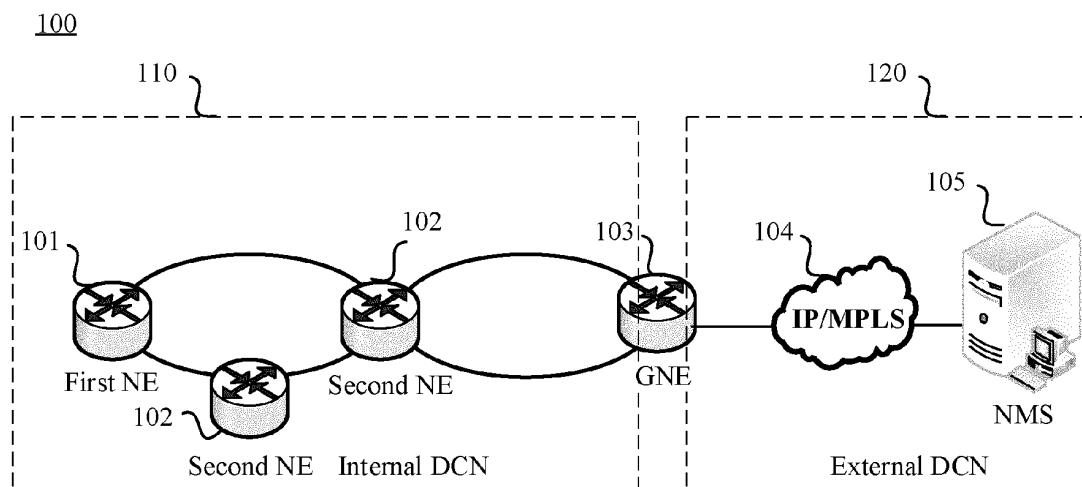 100
110
120
105
102
103
101
104
IP/MPLS
First NE
Second NE
GNE
102
NMS
Second NE
Internal DCN
External DCN